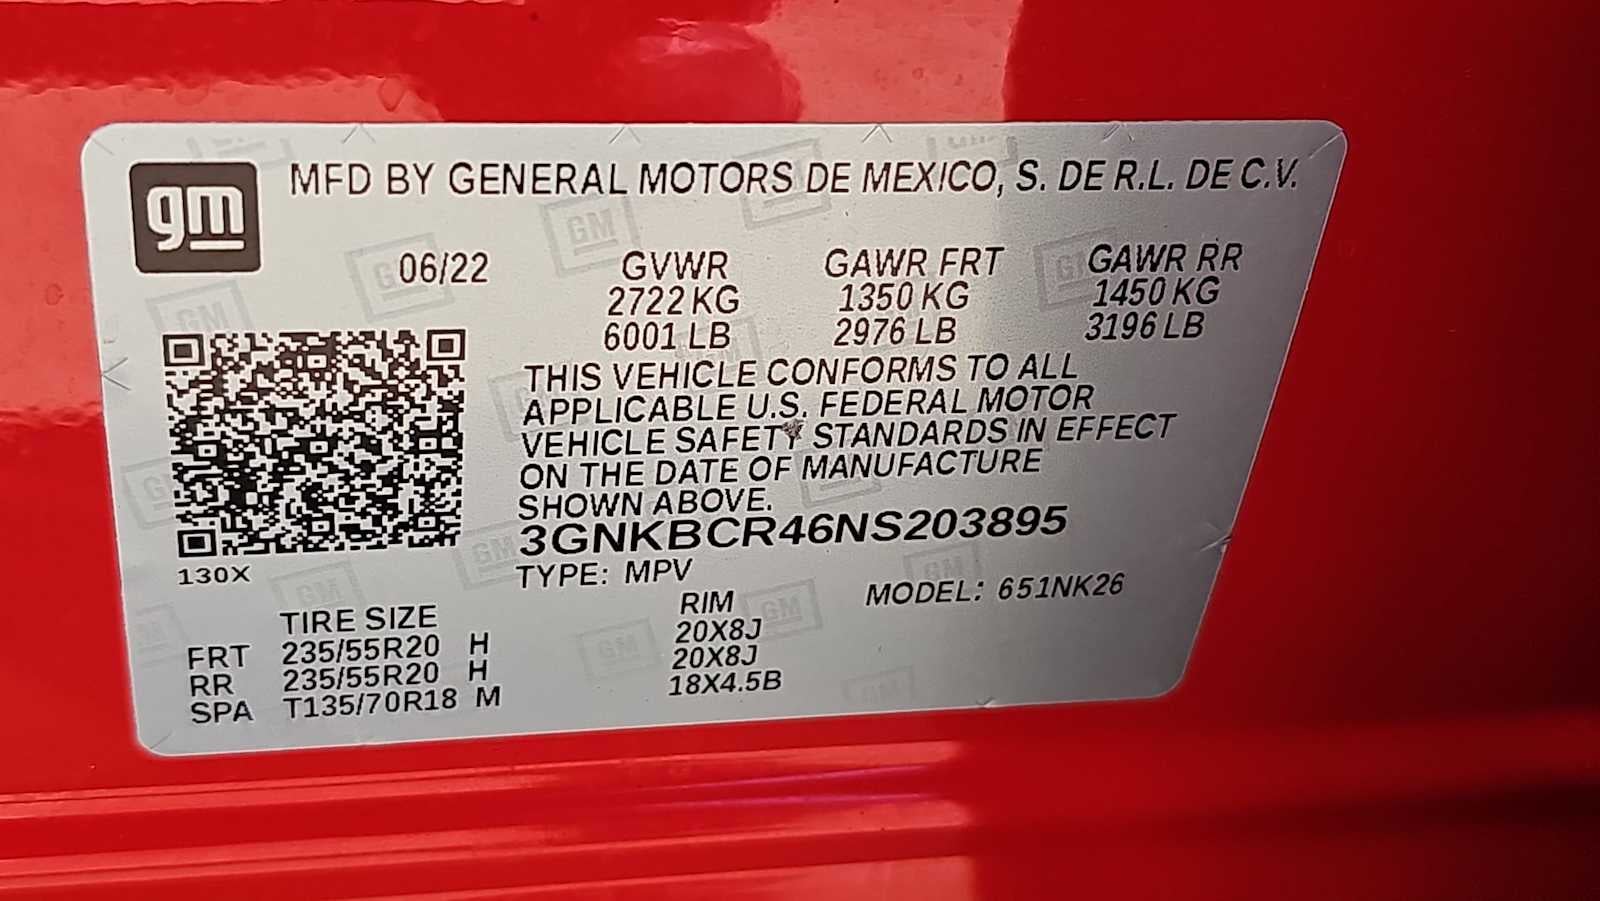 gm
MFD BY GENERAL MOTORS DE MEXICO, S. DE R.L. DE C.V.
06/22 GVWR GAWR FRT GAWR RR
2722 KG 1350 KG 1450 KG
6001 LB 2976 LB 3196 LB
THIS VEHICLE CONFORMS TO ALL
APPLICABLE U.S. FEDERAL MOTOR
VEHICLE SAFETY STANDARDS IN EFFECT
ON THE DATE OF MANUFACTURE
SHOWN ABOVE.
3GNKBCR46NS203895
130X
TYPE: MPV MODEL: 651NK26
TIRE SIZE RIM
FRT 235/55R20 H 20X8J
RR 235/55R20 H 20X8J
SPA T135/70R18 M 18X4.5B